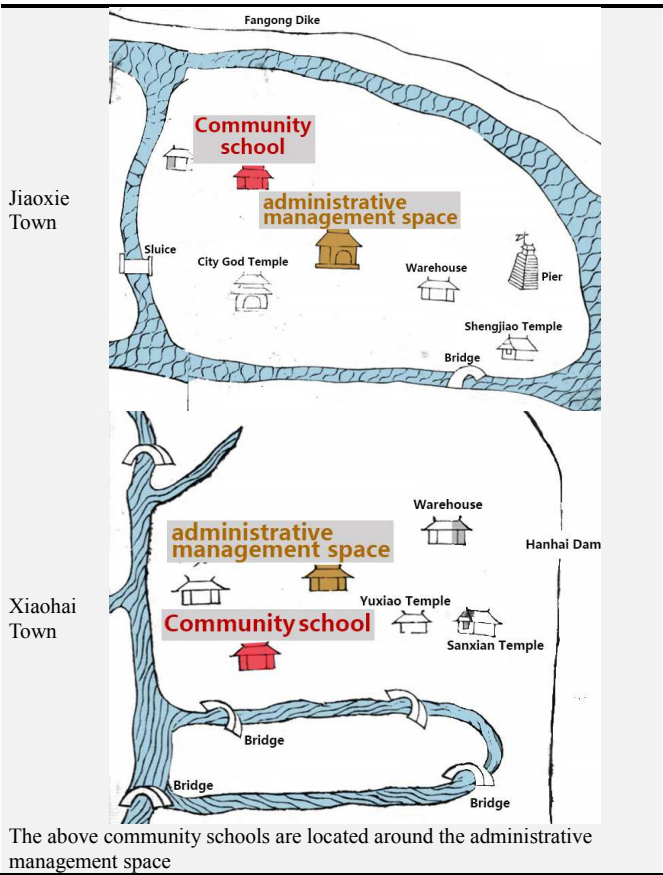 Jiaoxie
Town
Fangong Dike
Community
school
administrative
management space
Sluice
City God Temple
Warehouse
Pier
Shengjiao Temple
Bridge
Xiaohai
Town
Warehouse
administrative
management space
Hanhai Dam
Yuxiao Temple
Community school
Sanxian Temple
Bridge
Bridge
Bridge
The above community schools are located around the administrative
management space